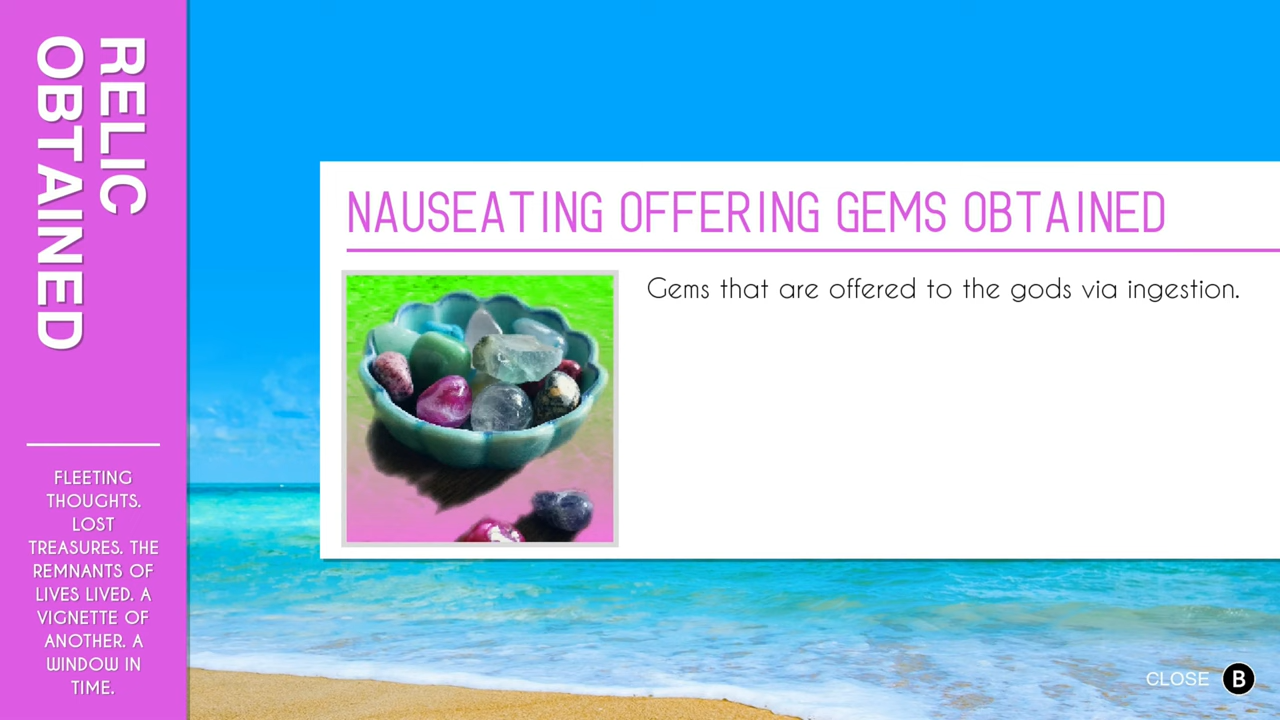 RELIC
OBTAINED
FLEETING
THOUGHTS.
LOST
TREASURES. THE
REMNANTS OF
LIVES LIVED. A
VIGNETTE OF
ANOTHER. A
WINDOW IN
TIME.
NAUSEATING OFFERING GEMS OBTAINED
Gems that are offered to the gods via ingestion.
CLOSE B